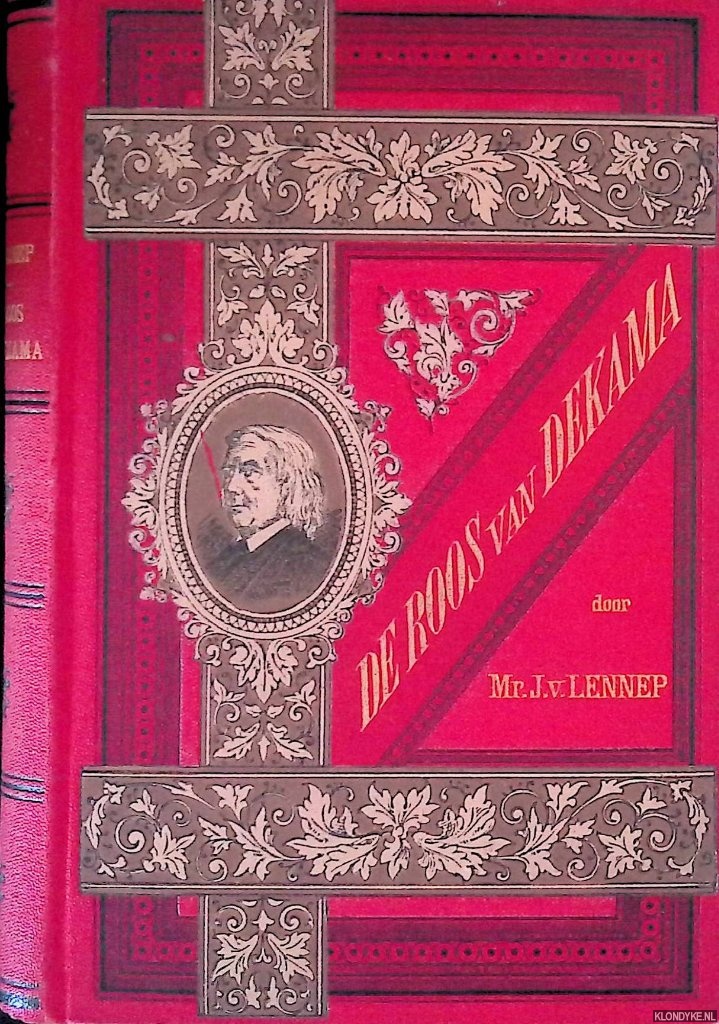 DE ROOS VAN DEKAMA
door
Mr. J. v. LENNEP
KLONDYKE.NL